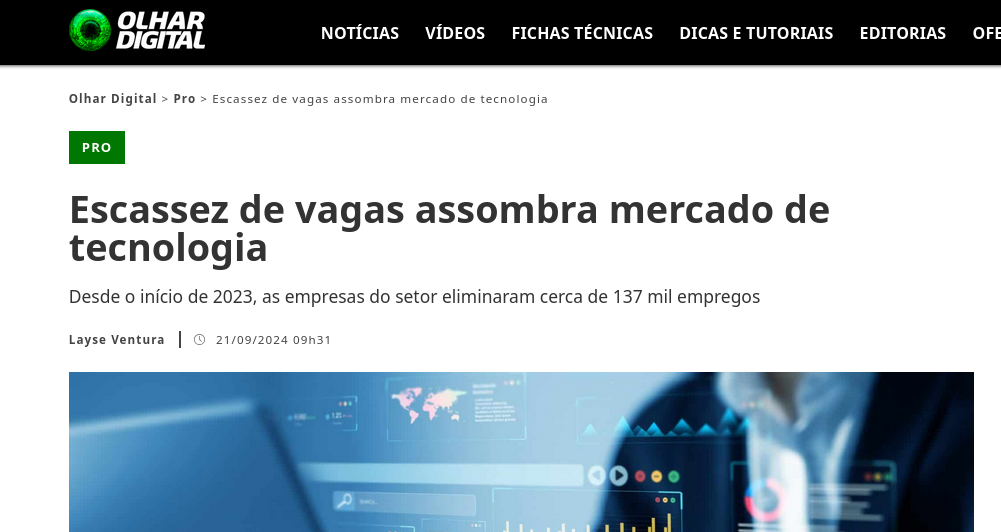 OLHAR
DIGITAL
NOTÍCIAS VÍDEOS FICHAS TÉCNICAS DICAS E TUTORIAIS EDITORIAS OFE
Olhar Digital > Pro > Escassez de vagas assombra mercado de tecnologia
PRO
Escassez de vagas assombra mercado de
tecnologia
Desde o início de 2023, as empresas do setor eliminaram cerca de 137 mil empregos
Layse Ventura 21/09/2024 09h31